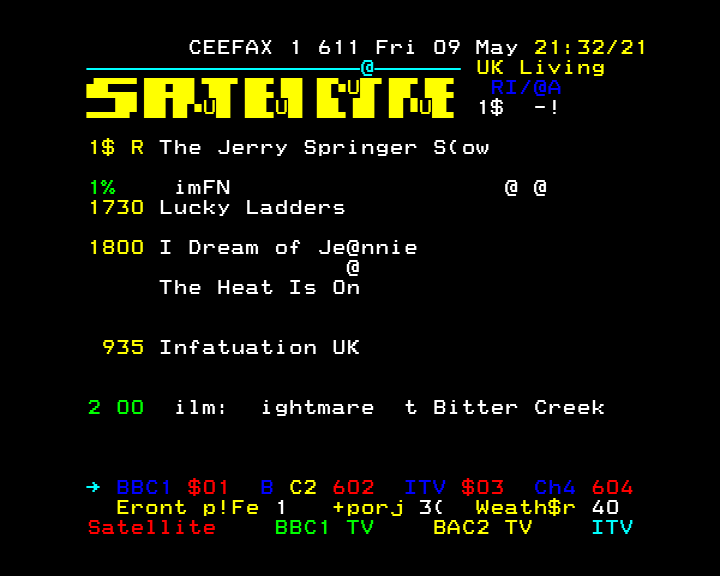 CEEFAX 1 611 Fri 09 May 21:32/21
@ UK Living
SATELLITE RI/@A
1$ -!
1$ R The Jerry Springer S(ow
1% imFN @ @
1730 Lucky Ladders
1800 I Dream of Je@nnie
@
The Heat Is On
935 Infatuation UK
2 00 ilm: ightmare t Bitter Creek
→ BBC1 $01 B C2 602 ITV $03 Ch4 604
Eront p!Fe 1 +porj 3( Weath$r 40
Satellite BBC1 TV BAC2 TV ITV